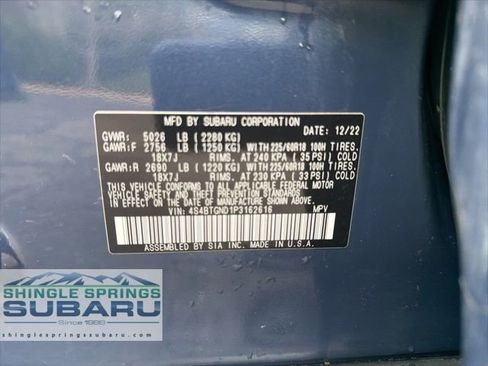 MFD BY SUBARU CORPORATION DATE: 12/22
GVWR: 5026 LB (2280 KG)
GAWR:F 2756 LB (1250 KG) WITH 225/60R18 100H TIRES.
18X7J RIMS. AT 240 KPA (35 PSI) COLD
GAWR:R 2690 LB (1220 KG) WITH 225/60R18 100H TIRES.
18X7J RIMS. AT 230 KPA (33 PSI) COLD
THIS VEHICLE CONFORMS TO ALL APPLICABLE FEDERAL MOTOR
VEHICLE SAFETY, BUMPER, AND THEFT PREVENTION STANDARDS
IN EFFECT ON THE DATE OF MANUFACTURE SHOWN ABOVE.
VIN: 4S4BTGND1P3162616 MPV
ASSEMBLED BY SIA INC. MADE IN U.S.A.
SHINGLE SPRINGS
SUBARU
Since 1986
shinglespringssubaru.com